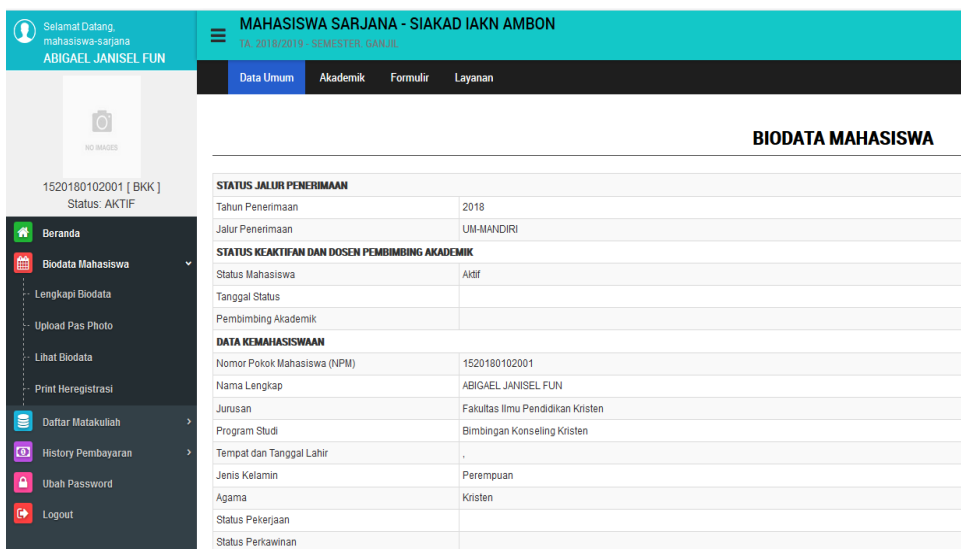 Selamat Datang,
mahasiswa-sarjana
ABIGAEL JANISEL FUN
MAHASISWA SARJANA - SIAKAD IAKN AMBON
TA. 2018/2019 - SEMESTER. GANJIL
Data Umum Akademik Formulir Layanan
NO IMAGES
1520180102001 [ BKK ]
Status: AKTIF
Beranda
Biodata Mahasiswa
Lengkapi Biodata
Upload Pas Photo
Lihat Biodata
Print Heregistrasi
Daftar Matakuliah
History Pembayaran
Ubah Password
Logout
BIODATA MAHASISWA
STATUS JALUR PENERIMAAN
Tahun Penerimaan 2018
Jalur Penerimaan UM-MANDIRI
STATUS KEAKTIFAN DAN DOSEN PEMBIMBING AKADEMIK
Status Mahasiswa Aktif
Tanggal Status
Pembimbing Akademik
DATA KEMAHASISWAAN
Nomor Pokok Mahasiswa (NPM) 1520180102001
Nama Lengkap ABIGAEL JANISEL FUN
Jurusan Fakultas Ilmu Pendidikan Kristen
Program Studi Bimbingan Konseling Kristen
Tempat dan Tanggal Lahir ,
Jenis Kelamin Perempuan
Agama Kristen
Status Pekerjaan
Status Perkawinan